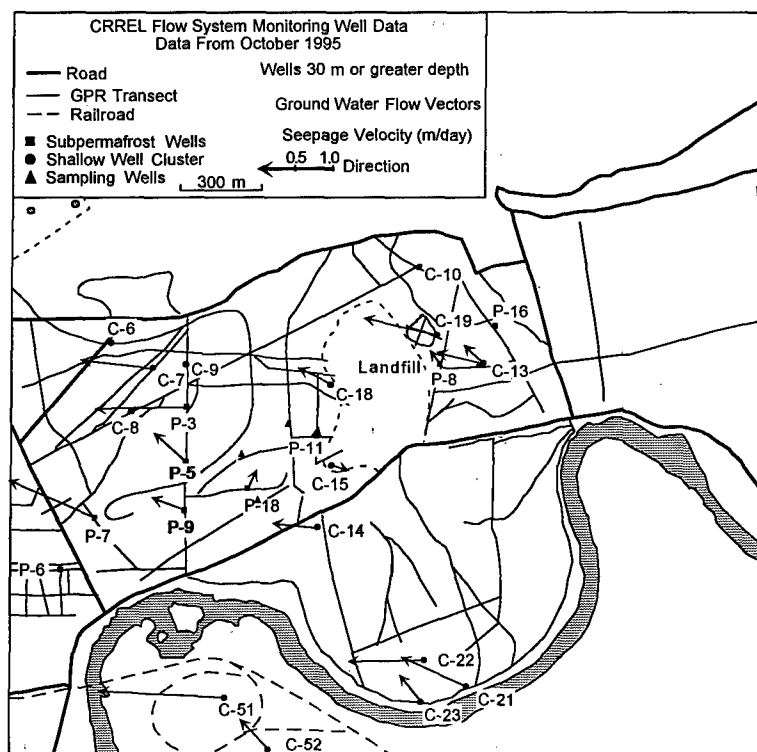 CRREL Flow System Monitoring Well Data
Data From October 1995
Road
Wells 30 m or greater depth
GPR Transect
Railroad
Ground Water Flow Vectors
Subpermafrost Wells
Seepage Velocity (m/day)
Shallow Well Cluster
0.5 1.0 Direction
Sampling Wells
300 m
C-10
P-16
C-6
C-19
C-7
C-9
Landfill
C-13
P-8
C-18
C-8
P-3
P-11
P-5
C-15
P-18
P-7
P-9
C-14
P-6
C-22
C-21
C-51
C-23
C-52